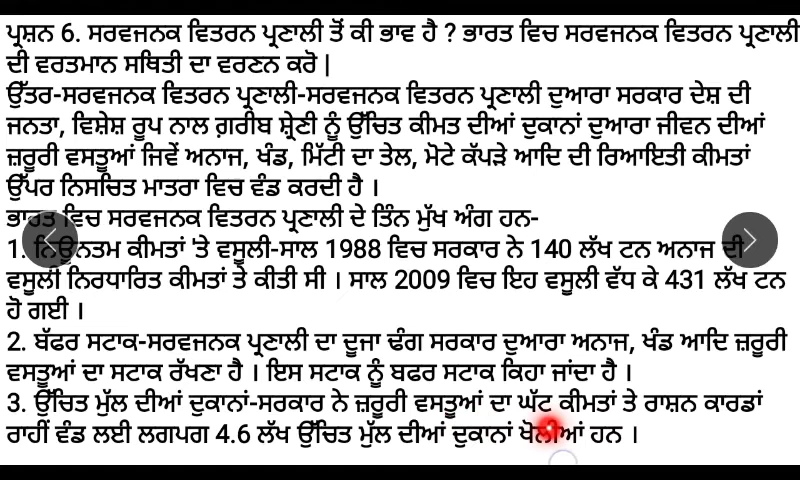 ਪ੍ਰਸ਼ਨ 6. ਸਰਵਜਨਕ ਵਿਤਰਨ ਪ੍ਰਣਾਲੀ ਤੋਂ ਕੀ ਭਾਵ ਹੈ ? ਭਾਰਤ ਵਿਚ ਸਰਵਜਨਕ ਵਿਤਰਨ ਪ੍ਰਣਾਲੀ
ਦੀ ਵਰਤਮਾਨ ਸਥਿਤੀ ਦਾ ਵਰਣਨ ਕਰੋ |
ਉੱਤਰ-ਸਰਵਜਨਕ ਵਿਤਰਨ ਪ੍ਰਣਾਲੀ-ਸਰਵਜਨਕ ਵਿਤਰਨ ਪ੍ਰਣਾਲੀ ਦੁਆਰਾ ਸਰਕਾਰ ਦੇਸ਼ ਦੀ
ਜਨਤਾ, ਵਿਸ਼ੇਸ਼ ਰੂਪ ਨਾਲ ਗ਼ਰੀਬ ਸ਼੍ਰੇਣੀ ਨੂੰ ਉੱਚਿਤ ਕੀਮਤ ਦੀਆਂ ਦੁਕਾਨਾਂ ਦੁਆਰਾ ਜੀਵਨ ਦੀਆਂ
ਜ਼ਰੂਰੀ ਵਸਤੂਆਂ ਜਿਵੇਂ ਅਨਾਜ, ਖੰਡ, ਮਿੱਟੀ ਦਾ ਤੇਲ, ਮੋਟੇ ਕੱਪੜੇ ਆਦਿ ਦੀ ਰਿਆਇਤੀ ਕੀਮਤਾਂ
ਉੱਪਰ ਨਿਸਚਿਤ ਮਾਤਰਾ ਵਿਚ ਵੰਡ ਕਰਦੀ ਹੈ ।
ਭਾਰਤ ਵਿਚ ਸਰਵਜਨਕ ਵਿਤਰਨ ਪ੍ਰਣਾਲੀ ਦੇ ਤਿੰਨ ਮੁੱਖ ਅੰਗ ਹਨ-
1. ਨਿਊਨਤਮ ਕੀਮਤਾਂ 'ਤੇ ਵਸੂਲੀ-ਸਾਲ 1988 ਵਿਚ ਸਰਕਾਰ ਨੇ 140 ਲੱਖ ਟਨ ਅਨਾਜ ਦੀ
ਵਸੂਲੀ ਨਿਰਧਾਰਿਤ ਕੀਮਤਾਂ ਤੇ ਕੀਤੀ ਸੀ । ਸਾਲ 2009 ਵਿਚ ਇਹ ਵਸੂਲੀ ਵੱਧ ਕੇ 431 ਲੱਖ ਟਨ
ਹੋ ਗਈ ।
2. ਬੱਫਰ ਸਟਾਕ-ਸਰਵਜਨਕ ਪ੍ਰਣਾਲੀ ਦਾ ਦੂਜਾ ਢੰਗ ਸਰਕਾਰ ਦੁਆਰਾ ਅਨਾਜ, ਖੰਡ ਆਦਿ ਜ਼ਰੂਰੀ
ਵਸਤੂਆਂ ਦਾ ਸਟਾਕ ਰੱਖਣਾ ਹੈ । ਇਸ ਸਟਾਕ ਨੂੰ ਬਫਰ ਸਟਾਕ ਕਿਹਾ ਜਾਂਦਾ ਹੈ ।
3. ਉੱਚਿਤ ਮੁੱਲ ਦੀਆਂ ਦੁਕਾਨਾਂ-ਸਰਕਾਰ ਨੇ ਜ਼ਰੂਰੀ ਵਸਤੂਆਂ ਦਾ ਘੱਟ ਕੀਮਤਾਂ ਤੇ ਰਾਸ਼ਨ ਕਾਰਡਾਂ
ਰਾਹੀਂ ਵੰਡ ਲਈ ਲਗਪਗ 4.6 ਲੱਖ ਉੱਚਿਤ ਮੁੱਲ ਦੀਆਂ ਦੁਕਾਨਾਂ ਖੋਲੀਆਂ ਹਨ ।